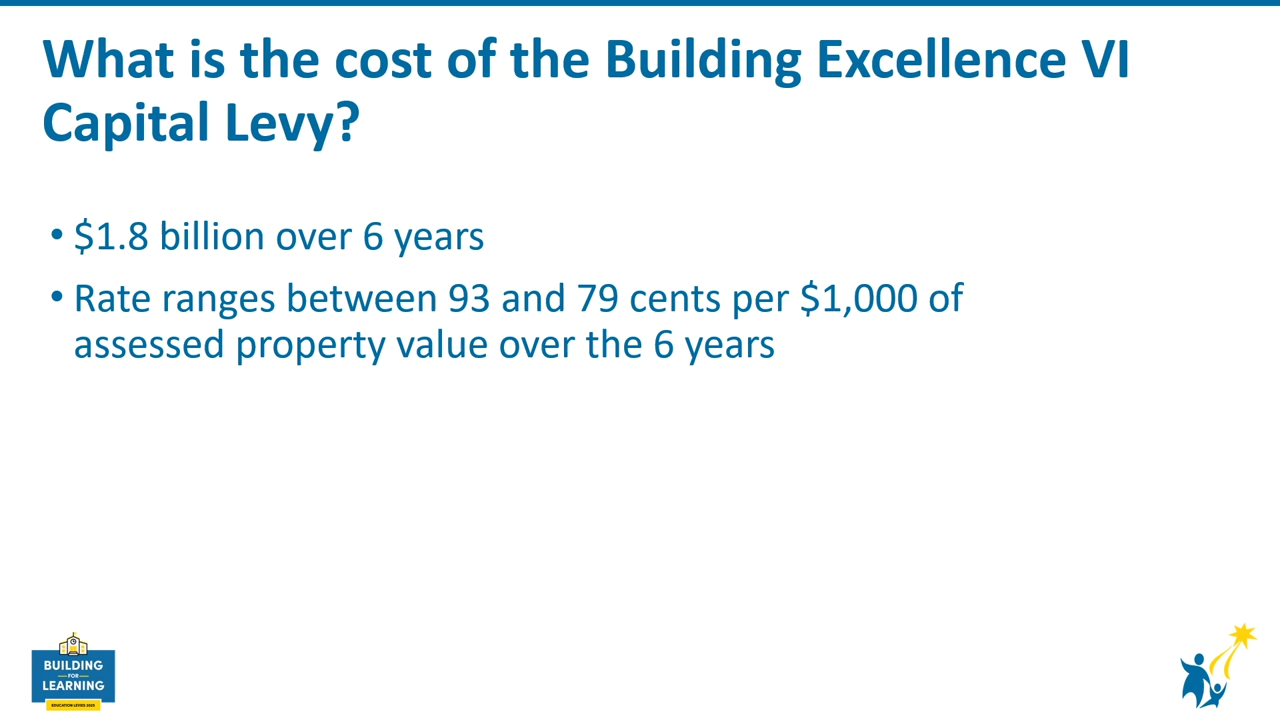 What is the cost of the Building Excellence VI
Capital Levy?
• $1.8 billion over 6 years
• Rate ranges between 93 and 79 cents per $1,000 of
assessed property value over the 6 years
BUILDING
FOR
LEARNING
EDUCATION LEVIES 2025